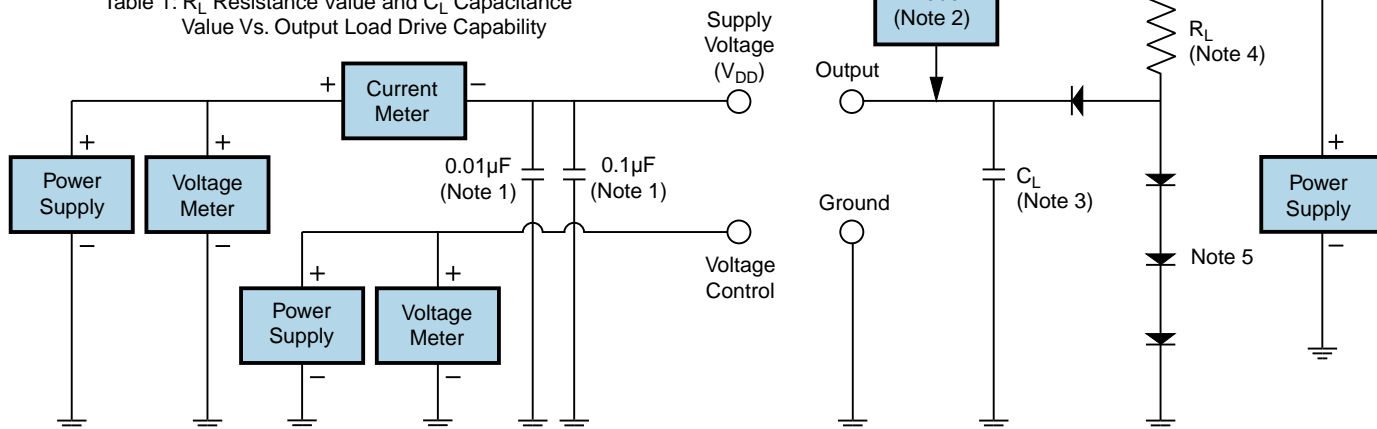 Table 1: RL Resistance Value and CL Capacitance
Value Vs. Output Load Drive Capability
Supply
Voltage
(VDD)
(Note 2)
RL
(Note 4)
Output
+
Current
Meter
−
0.01µF
(Note 1)
0.1µF
(Note 1)
+
Power
Supply
−
+
Voltage
Meter
−
CL
(Note 3)
+
Power
Supply
−
Ground
Voltage
Control
Note 5
+
Power
Supply
−
+
Voltage
Meter
−